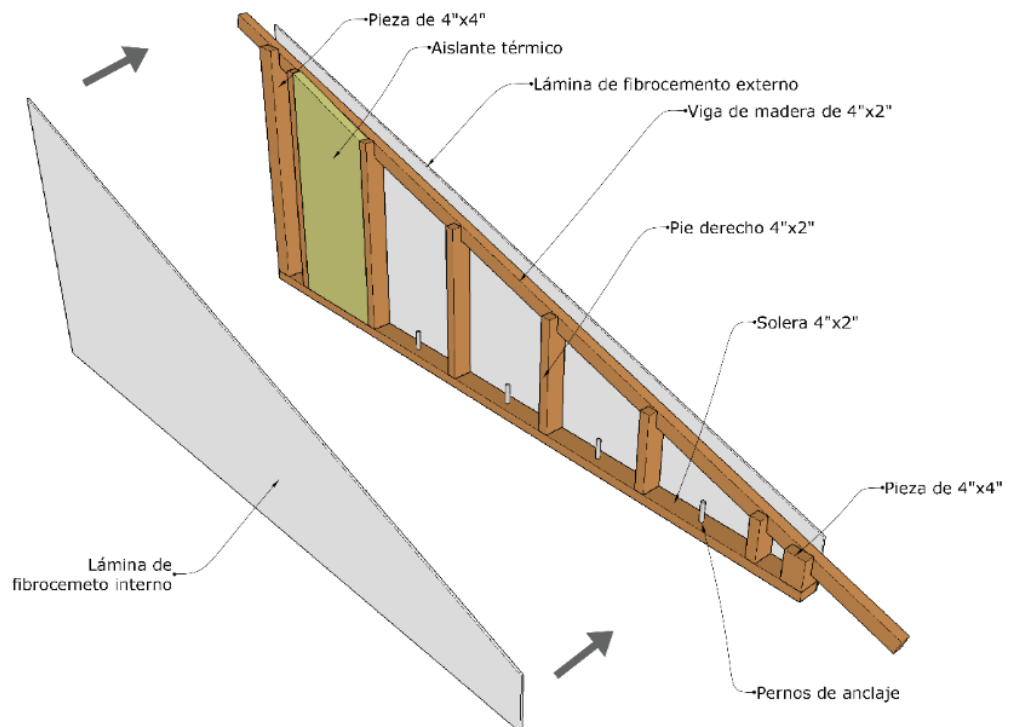 Pieza de 4"x4"
Aislante térmico
Lámina de fibrocemento externo
Viga de madera de 4"x2"
Pie derecho 4"x2"
Solera 4"x2"
Pieza de 4"x4"
Lámina de
fibrocemeto interno
Pernos de anclaje